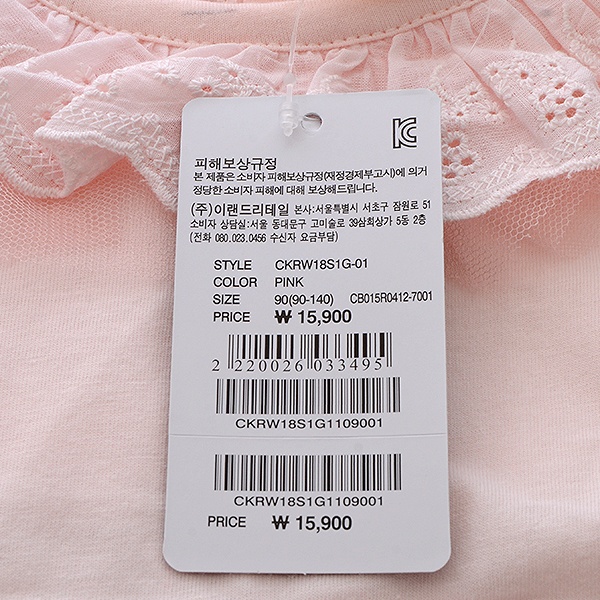 KC
피해보상규정
본 제품은 소비자 피해보상규정(재정경제부고시)에 의거
정당한 소비자 피해에 대해 보상해드립니다.
(주)이랜드리테일 본사:서울특별시 서초구 잠원로 51
소비자 상담실:서울 동대문구 고미술로 39삼희상가 5동 2층
(전화 080.023.0456 수신자 요금부담)
STYLE CKRW18S1G-01
COLOR PINK
SIZE 90(90-140) CB015R0412-7001
PRICE ₩ 15,900
2 220026 033495
CKRW18S1G1109001
CKRW18S1G1109001
PRICE ₩ 15,900